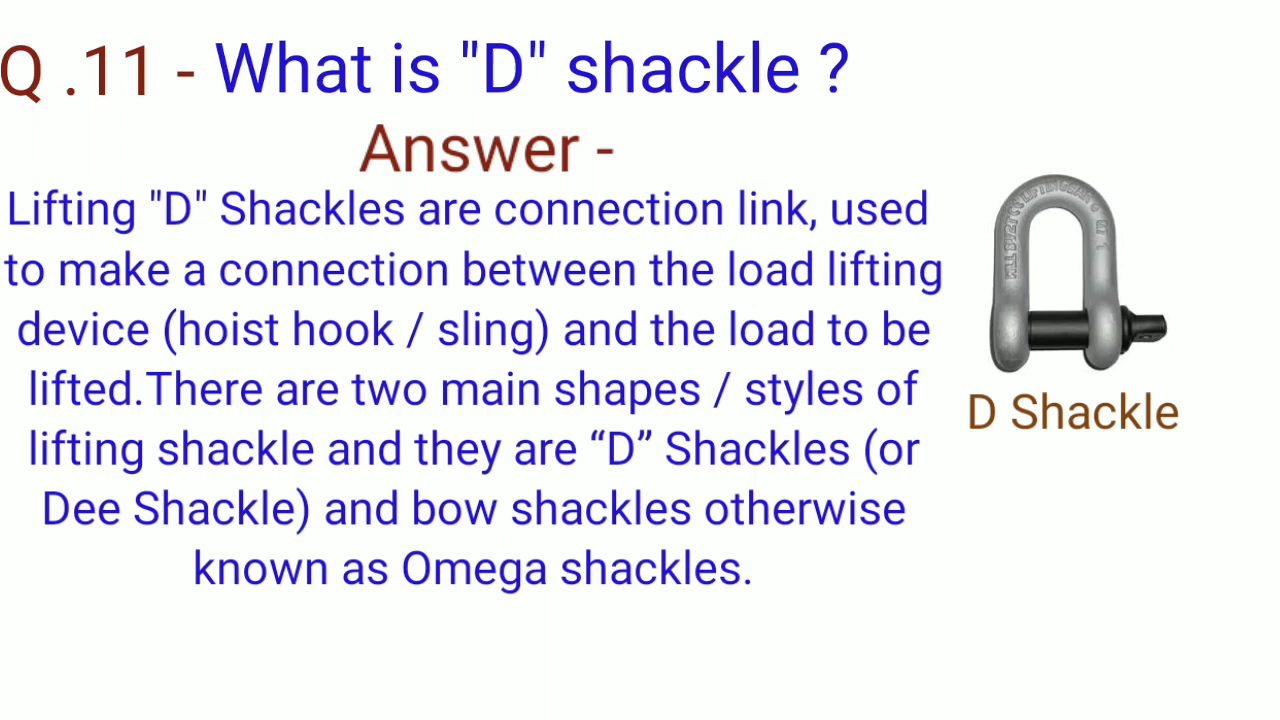 Q .11 - What is "D" shackle ?
Answer -
Lifting "D" Shackles are connection link, used
to make a connection between the load lifting
device (hoist hook / sling) and the load to be
lifted.There are two main shapes / styles of
lifting shackle and they are “D” Shackles (or
Dee Shackle) and bow shackles otherwise
known as Omega shackles.
D Shackle